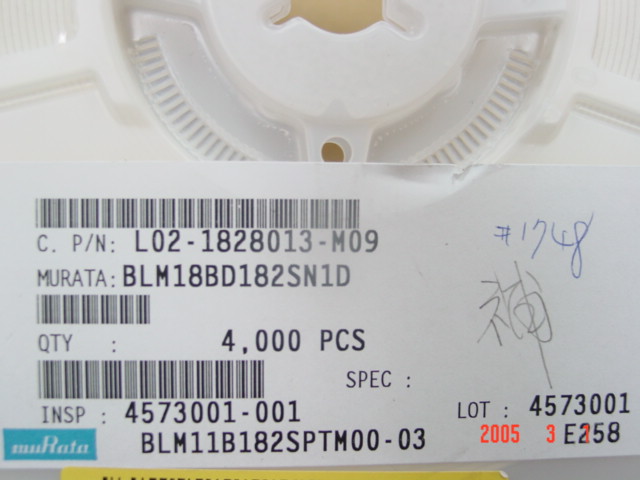 C. P/N: L02-1828013-M09
#1748
MURATA: BLM18BD182SN1D
補
QTY : 4,000 PCS
SPEC :
INSP : 4573001-001
LOT : 4573001
muRata
BLM11B182SPTM00-03
2005 3 1
E258